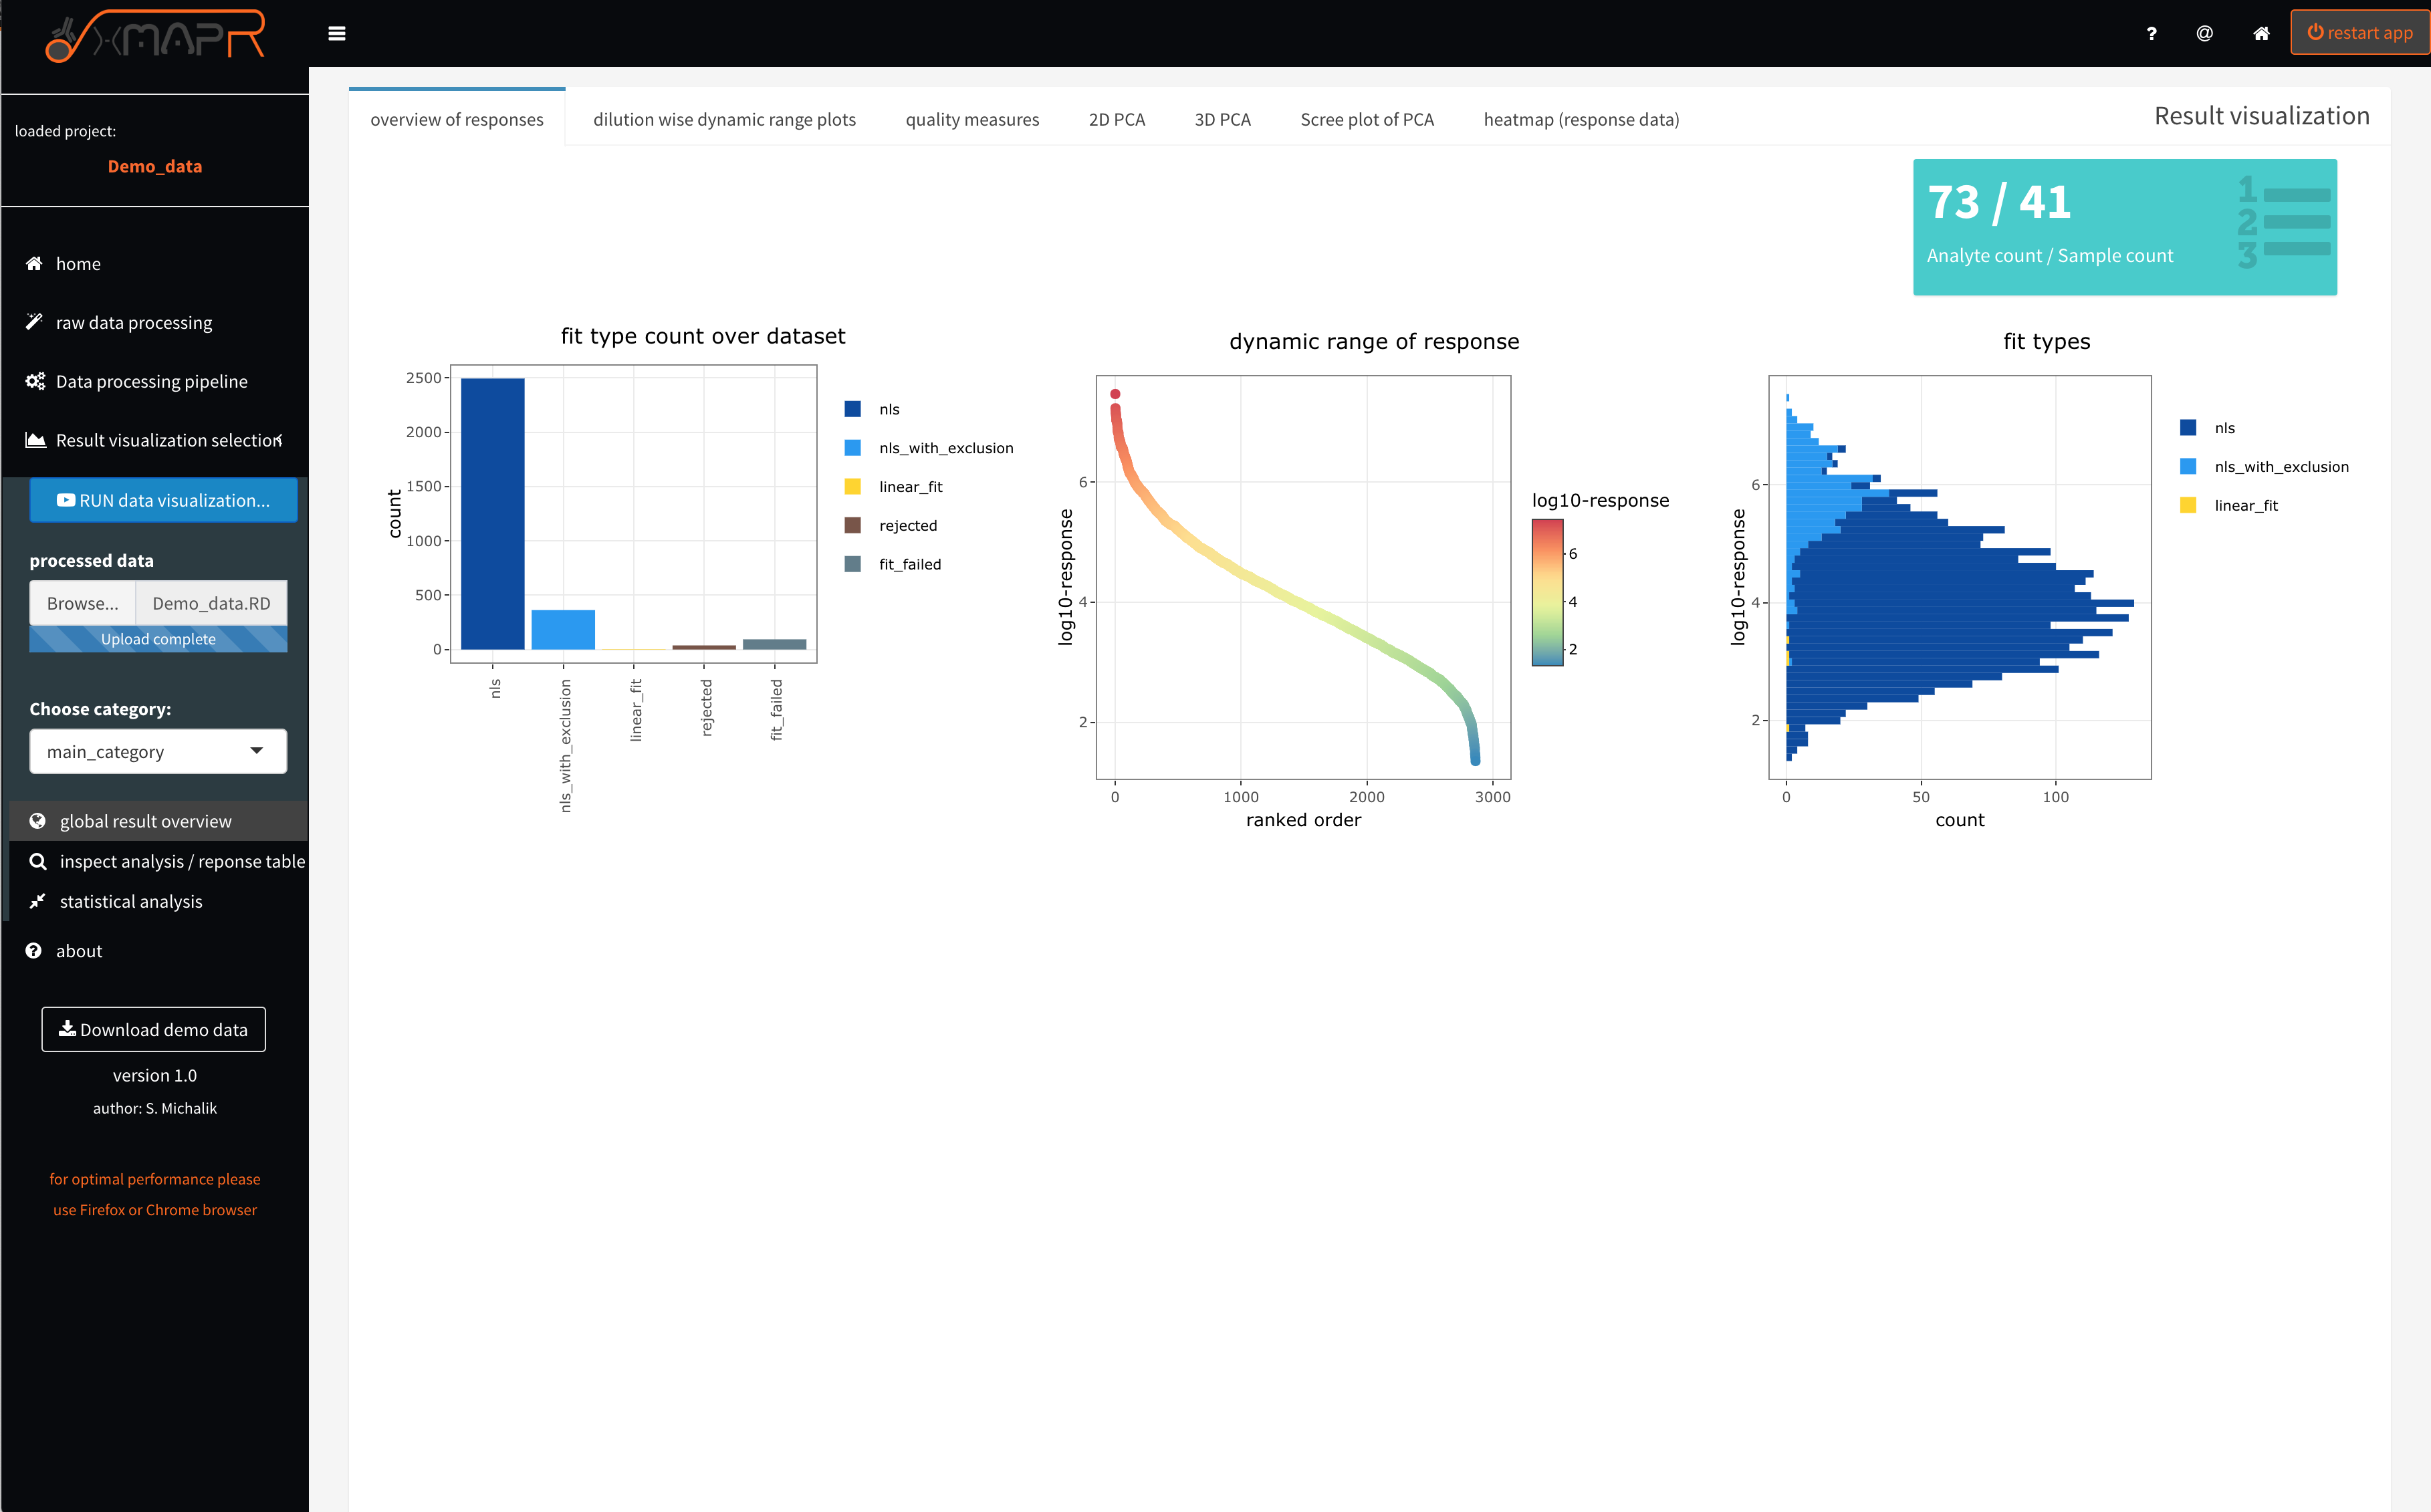 xMAPR
restart app
loaded project:
Demo_data
home
raw data processing
Data processing pipeline
Result visualization selection
RUN data visualization...
processed data
Browse...
Demo_data.RD
Upload complete
Choose category:
main_category
global result overview
inspect analysis / reponse table
statistical analysis
about
Download demo data
version 1.0
author: S. Michalik
for optimal performance please
use Firefox or Chrome browser
overview of responses
dilution wise dynamic range plots
quality measures
2D PCA
3D PCA
Scree plot of PCA
heatmap (response data)
Result visualization
73 / 41
Analyte count / Sample count
1
2
3
fit type count over dataset
2500
2000
1500
1000
500
0
count
nls
nls_with_exclusion
linear_fit
rejected
fit_failed
nls
nls_with_exclusion
linear_fit
rejected
fit_failed
dynamic range of response
6
4
2
log10-response
0
1000
2000
3000
ranked order
log10-response
6
4
2
fit types
6
4
2
log10-response
0
50
100
count
nls
nls_with_exclusion
linear_fit